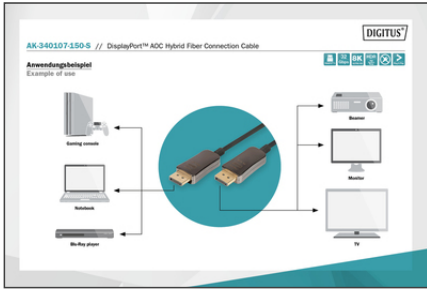 DIGITUS®
AK-340107-150-S // DisplayPort™ AOC Hybrid Fiber Connection Cable
Anwendungsbeispiel
Example of use
8K
Gaming console
Beamer
Notebook
Monitor
Blu-Ray player
TV